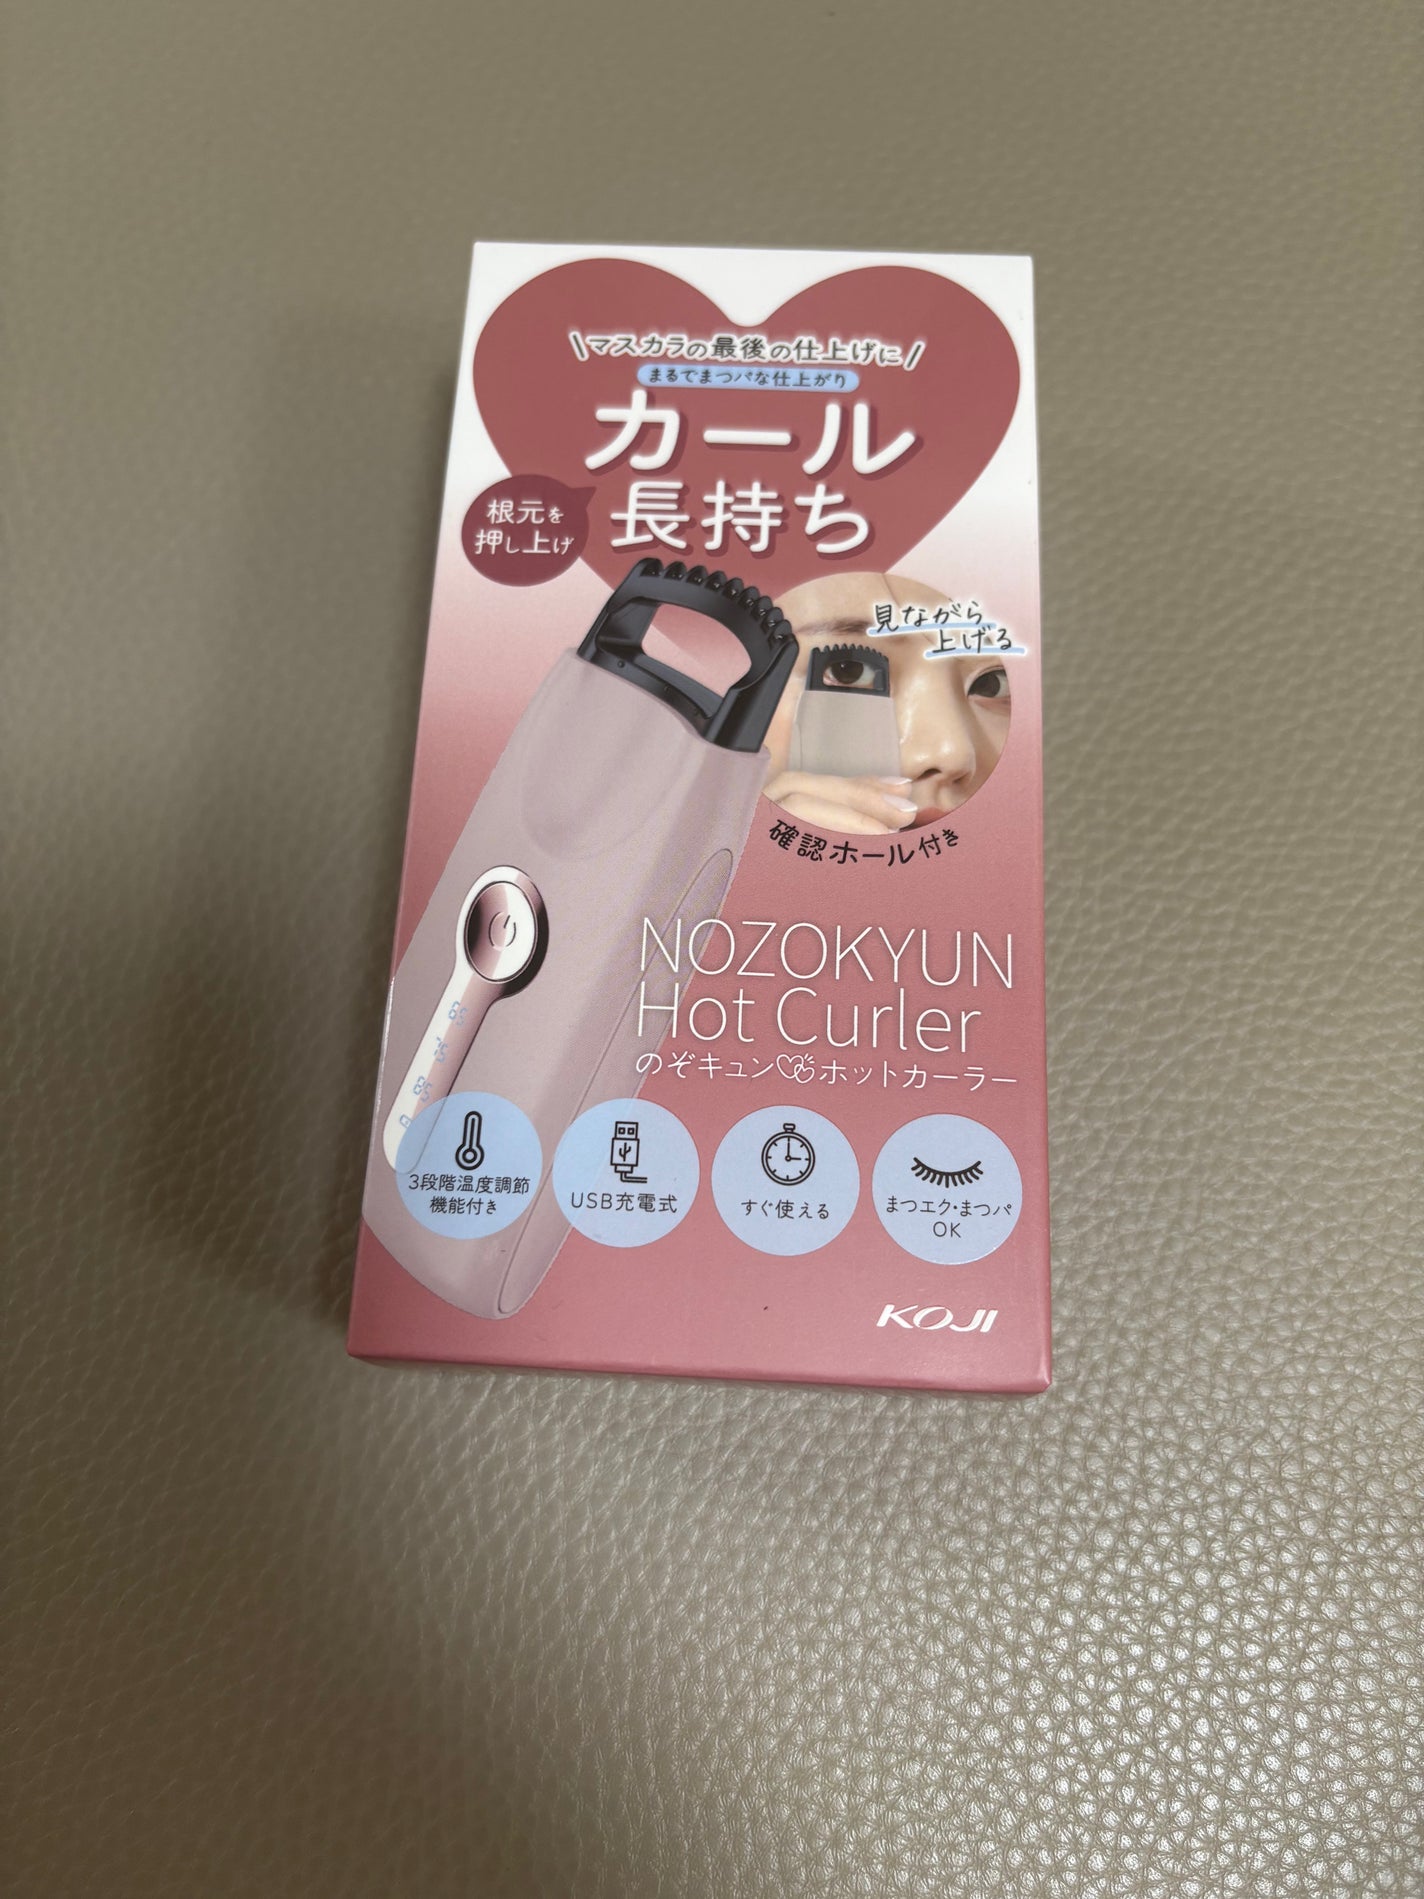 \マスカラの最後の仕上げに/
まるでまつパな仕上がり
カール
長持ち
根元を
押し上げ
見ながら
上げる
確認ホール付き
NOZOKYUN
Hot Curler
のぞキュン ホットカーラー
65
75
85
3段階温度調節
機能付き
USB充電式
すぐ使える
まつエク・まつパ
OK
KOJI